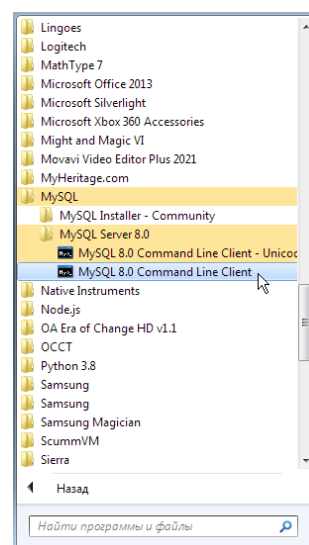 Lingoes
Logitech
MathType 7
Microsoft Office 2013
Microsoft Silverlight
Microsoft Xbox 360 Accessories
Might and Magic VI
Movavi Video Editor Plus 2021
MyHeritage.com
MySQL
MySQL Installer - Community
MySQL Server 8.0
MySQL 8.0 Command Line Client - Unicoc
MySQL 8.0 Command Line Client
Native Instruments
Node.js
OA Era of Change HD v1.1
OCCT
Python 3.8
Samsung
Samsung
Samsung Magician
ScummVM
Sierra
Назад
Найти программы и файлы